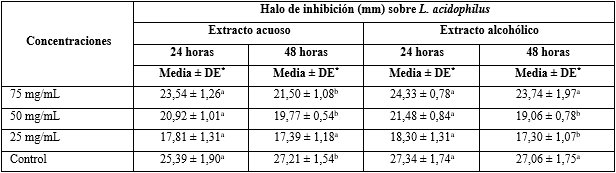 Concentraciones
Halo de inhibición (mm) sobre L. acidophilus
Extracto acuoso Extracto alcohólico
24 horas 48 horas 24 horas 48 horas
Media ± DE* Media ± DE* Media ± DE* Media ± DE*
75 mg/mL 23,54 ± 1,26ᵃ 21,50 ± 1,08ᵇ 24,33 ± 0,78ᵃ 23,74 ± 1,97ᵃ
50 mg/mL 20,92 ± 1,01ᵃ 19,77 ± 0,54ᵇ 21,48 ± 0,84ᵃ 19,06 ± 0,78ᵇ
25 mg/mL 17,81 ± 1,31ᵃ 17,39 ± 1,18ᵃ 18,30 ± 1,31ᵃ 17,30 ± 1,07ᵇ
Control 25,39 ± 1,90ᵃ 27,21 ± 1,54ᵇ 27,34 ± 1,74ᵃ 27,06 ± 1,75ᵃ